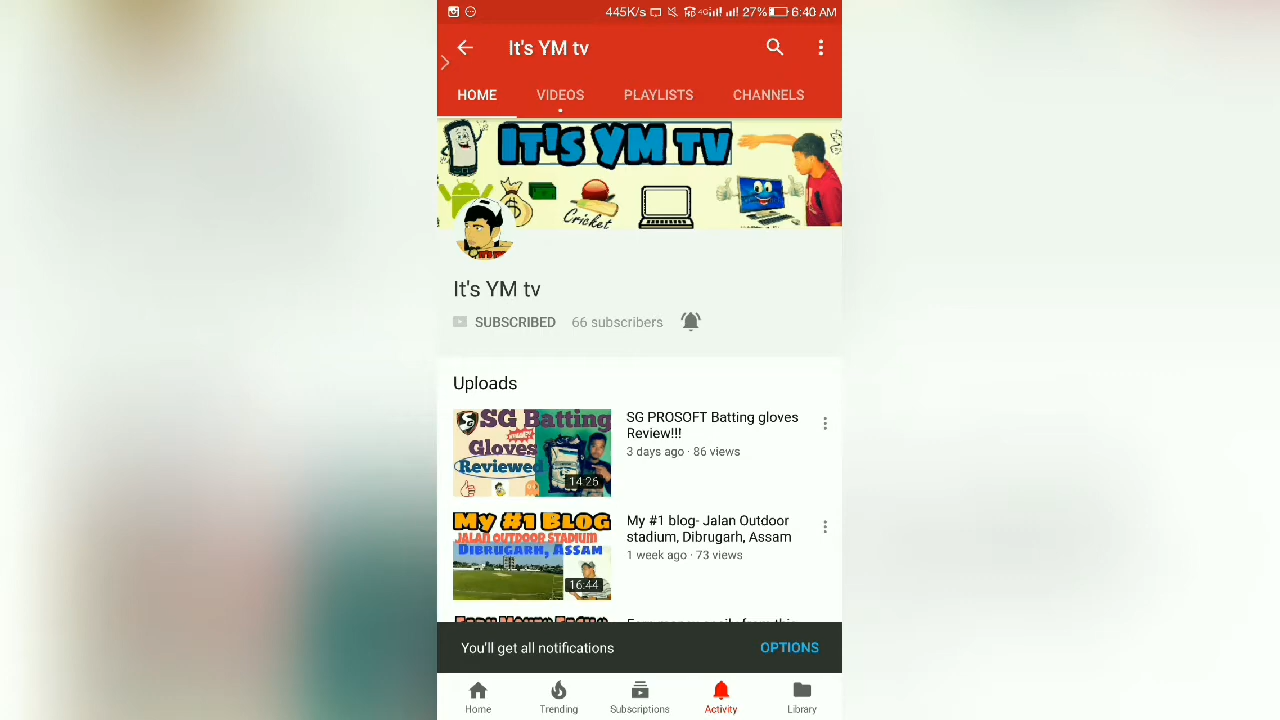 445K/s 4G 27% 6:40 AM
It's YM tv
HOME VIDEOS PLAYLISTS CHANNELS
It's YM tv
Cricket
It's YM tv
SUBSCRIBED 66 subscribers
Uploads
SG Batting
Gloves
Reviewed
14:26
SG PROSOFT Batting gloves
Review!!!
3 days ago · 86 views
My #1 Blog
Jalan Outdoor Stadium
Dibrugarh, Assam
16:44
My #1 blog- Jalan Outdoor
stadium, Dibrugarh, Assam
1 week ago · 73 views
You'll get all notifications OPTIONS
Home Trending Subscriptions Activity Library